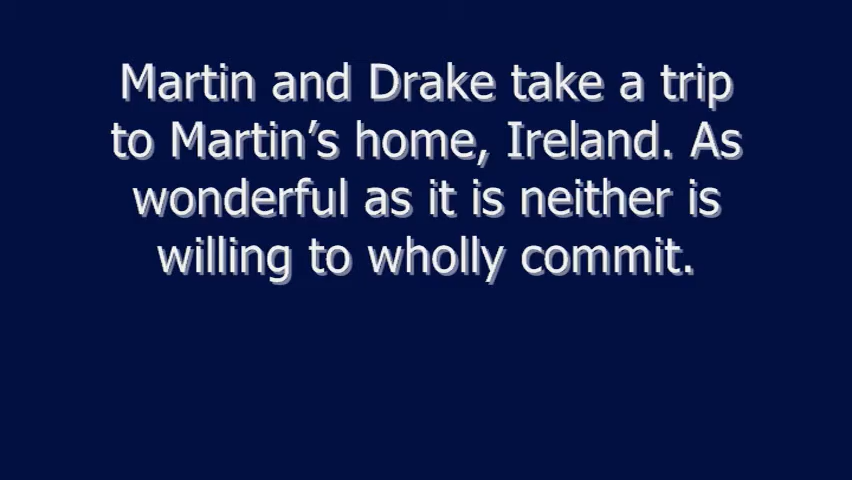 Martin and Drake take a trip
to Martin’s home, Ireland. As
wonderful as it is neither is
willing to wholly commit.